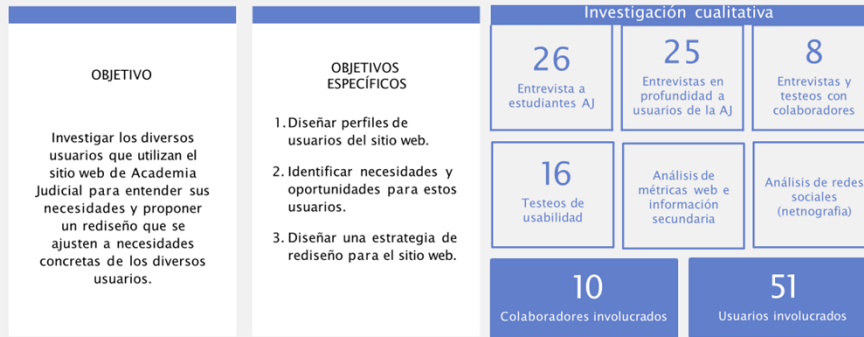 OBJETIVO
Investigar los diversos
usuarios que utilizan el
sitio web de Academia
Judicial para entender sus
necesidades y proponer
un rediseño que se
ajusten a necesidades
concretas de los diversos
usuarios.
OBJETIVOS
ESPECÍFICOS
1. Diseñar perfiles de
usuarios del sitio web.
2. Identificar necesidades y
oportunidades para estos
usuarios.
3. Diseñar una estrategia de
rediseño para el sitio web.
Investigación cualitativa
26
Entrevista a
estudiantes AJ
25
Entrevistas en
profundidad a
usuarios de la AJ
8
Entrevistas y
testeos con
colaboradores
16
Testeos de
usabilidad
Análisis de
métricas web e
información
secundaria
Análisis de redes
sociales
(netnografia)
10
Colaboradores involucrados
51
Usuarios involucrados